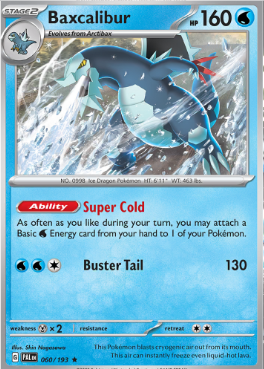 STAGE 2 Baxcalibur HP 160
Evolves from Arctibax
NO. 0998 Ice Dragon Pokémon HT: 6'11" WT: 463 lbs.
Ability Super Cold
As often as you like during your turn, you may attach a
Basic Energy card from your hand to 1 of your Pokémon.
Buster Tail 130
weakness ×2 resistance retreat
Illus. Shin Nagasawa
G PAL EN 060/193 ★
This Pokémon blasts cryogenic air out from its mouth.
This air can instantly freeze even liquid-hot lava.